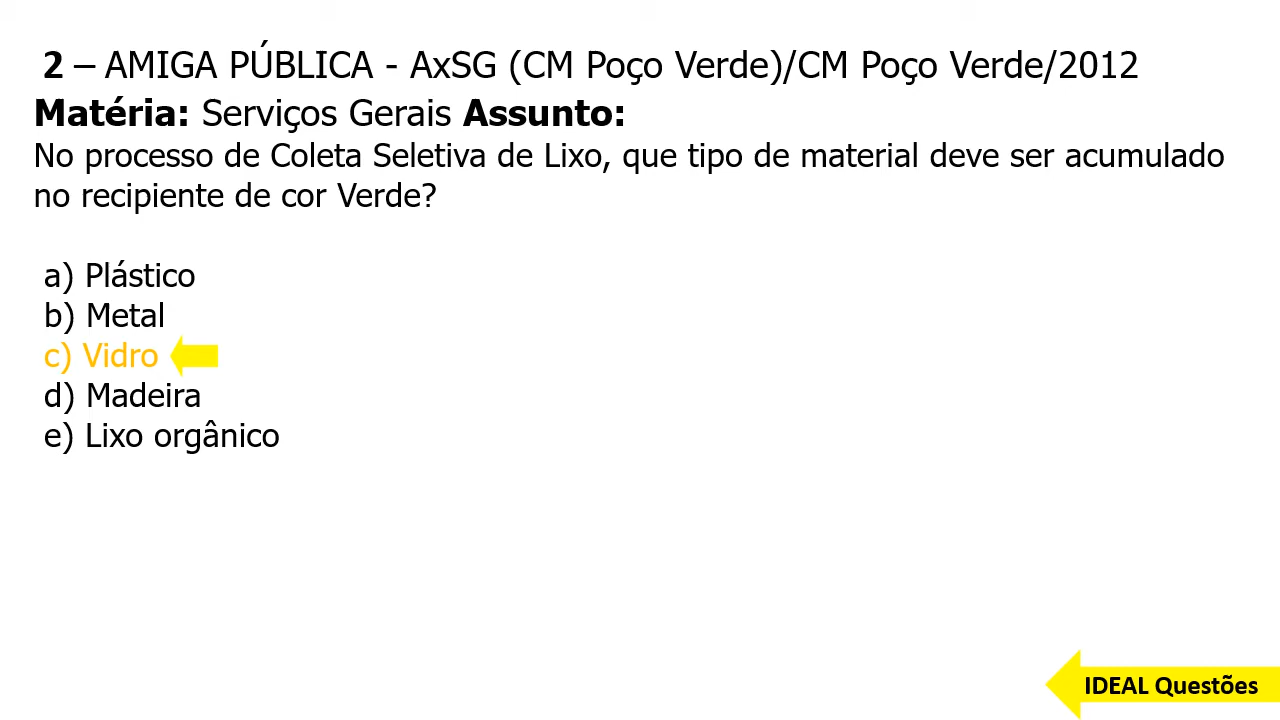 2 – AMIGA PÚBLICA - AxSG (CM Poço Verde)/CM Poço Verde/2012
Matéria: Serviços Gerais Assunto:
No processo de Coleta Seletiva de Lixo, que tipo de material deve ser acumulado
no recipiente de cor Verde?
a) Plástico
b) Metal
c) Vidro
d) Madeira
e) Lixo orgânico
IDEAL Questões